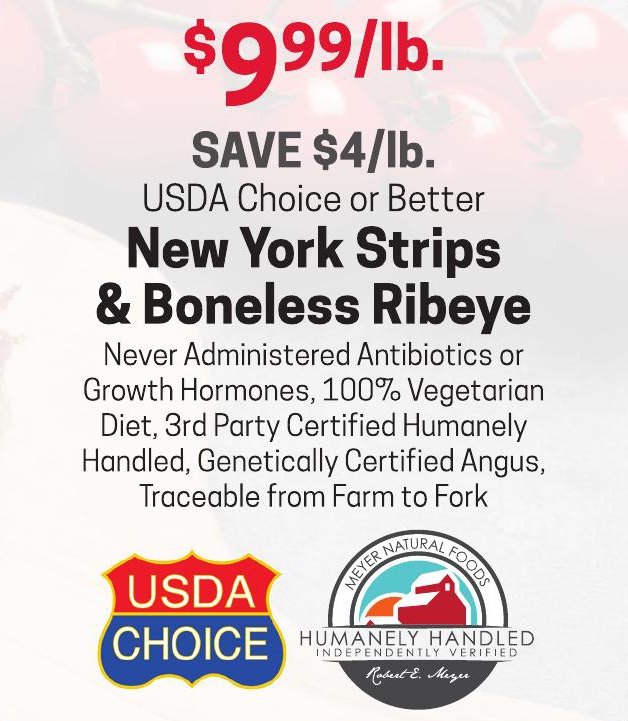 $9.99/lb.
SAVE $4/lb.
USDA Choice or Better
New York Strips
& Boneless Ribeye
Never Administered Antibiotics or
Growth Hormones, 100% Vegetarian
Diet, 3rd Party Certified Humanely
Handled, Genetically Certified Angus,
Traceable from Farm to Fork
USDA
CHOICE
MEYER NATURAL FOODS
HUMANELY HANDLED
INDEPENDENTLY VERIFIED
Robert E. Meyer